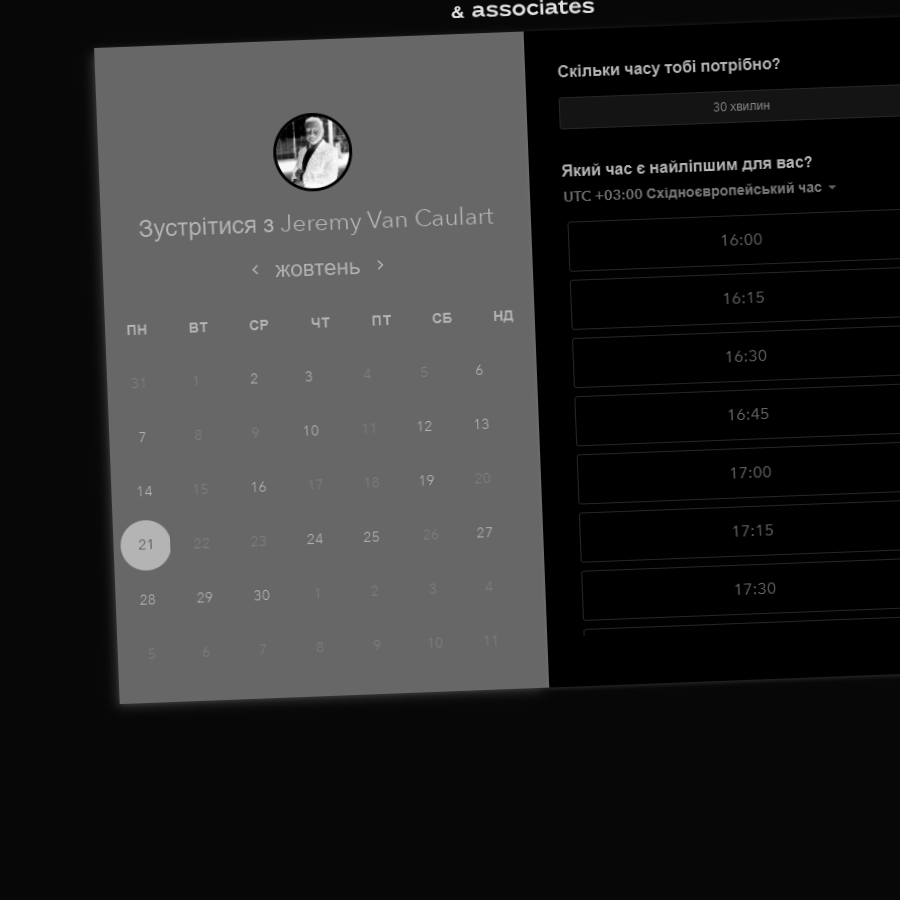 & associates
Зустрітися з Jeremy Van Caulart
жовтень
ПН ВТ СР ЧТ ПТ СБ НД
31 1 2 3 4 5 6
7 8 9 10 11 12 13
14 15 16 17 18 19 20
21 22 23 24 25 26 27
28 29 30 1 2 3 4
5 6 7 8 9 10 11
Скільки часу тобі потрібно?
30 хвилин
Який час є найліпшим для вас?
UTC +03:00 Східноєвропейський час
16:00
16:15
16:30
16:45
17:00
17:15
17:30